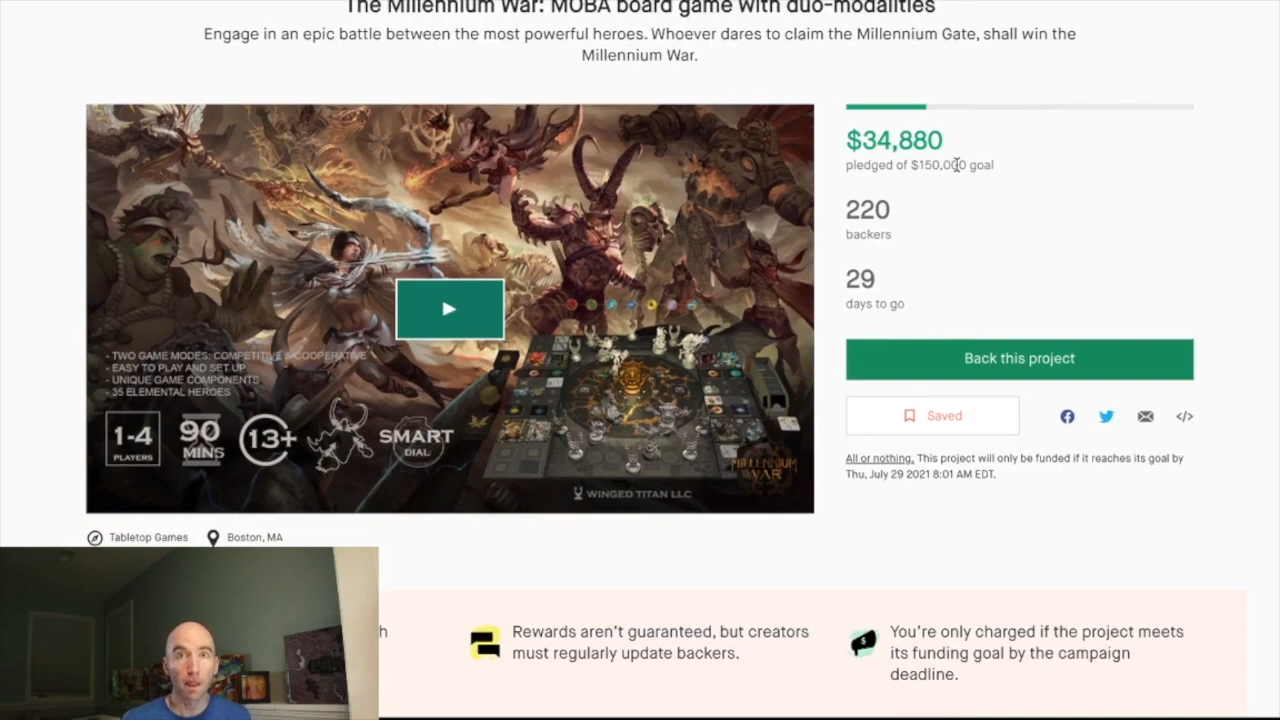 The Millennium War: MOBA board game with duo-modalities
Engage in an epic battle between the most powerful heroes. Whoever dares to claim the Millennium Gate, shall win the
Millennium War.
$34,880
pledged of $150,000 goal
220
backers
29
days to go
Back this project
Saved
All or nothing. This project will only be funded if it reaches its goal by
Thu, July 29 2021 8:01 AM EDT.
- TWO GAME MODES: COMPETITIVE & COOPERATIVE
- EASY TO PLAY AND SET UP
- UNIQUE GAME COMPONENTS
- 35 ELEMENTAL HEROES
1-4
PLAYERS
90
MINS
13+
SMART
DIAL
MILLENNIUM
WAR
WINGED TITAN LLC
Tabletop Games
Boston, MA
h
Rewards aren't guaranteed, but creators
must regularly update backers.
You're only charged if the project meets
its funding goal by the campaign
deadline.